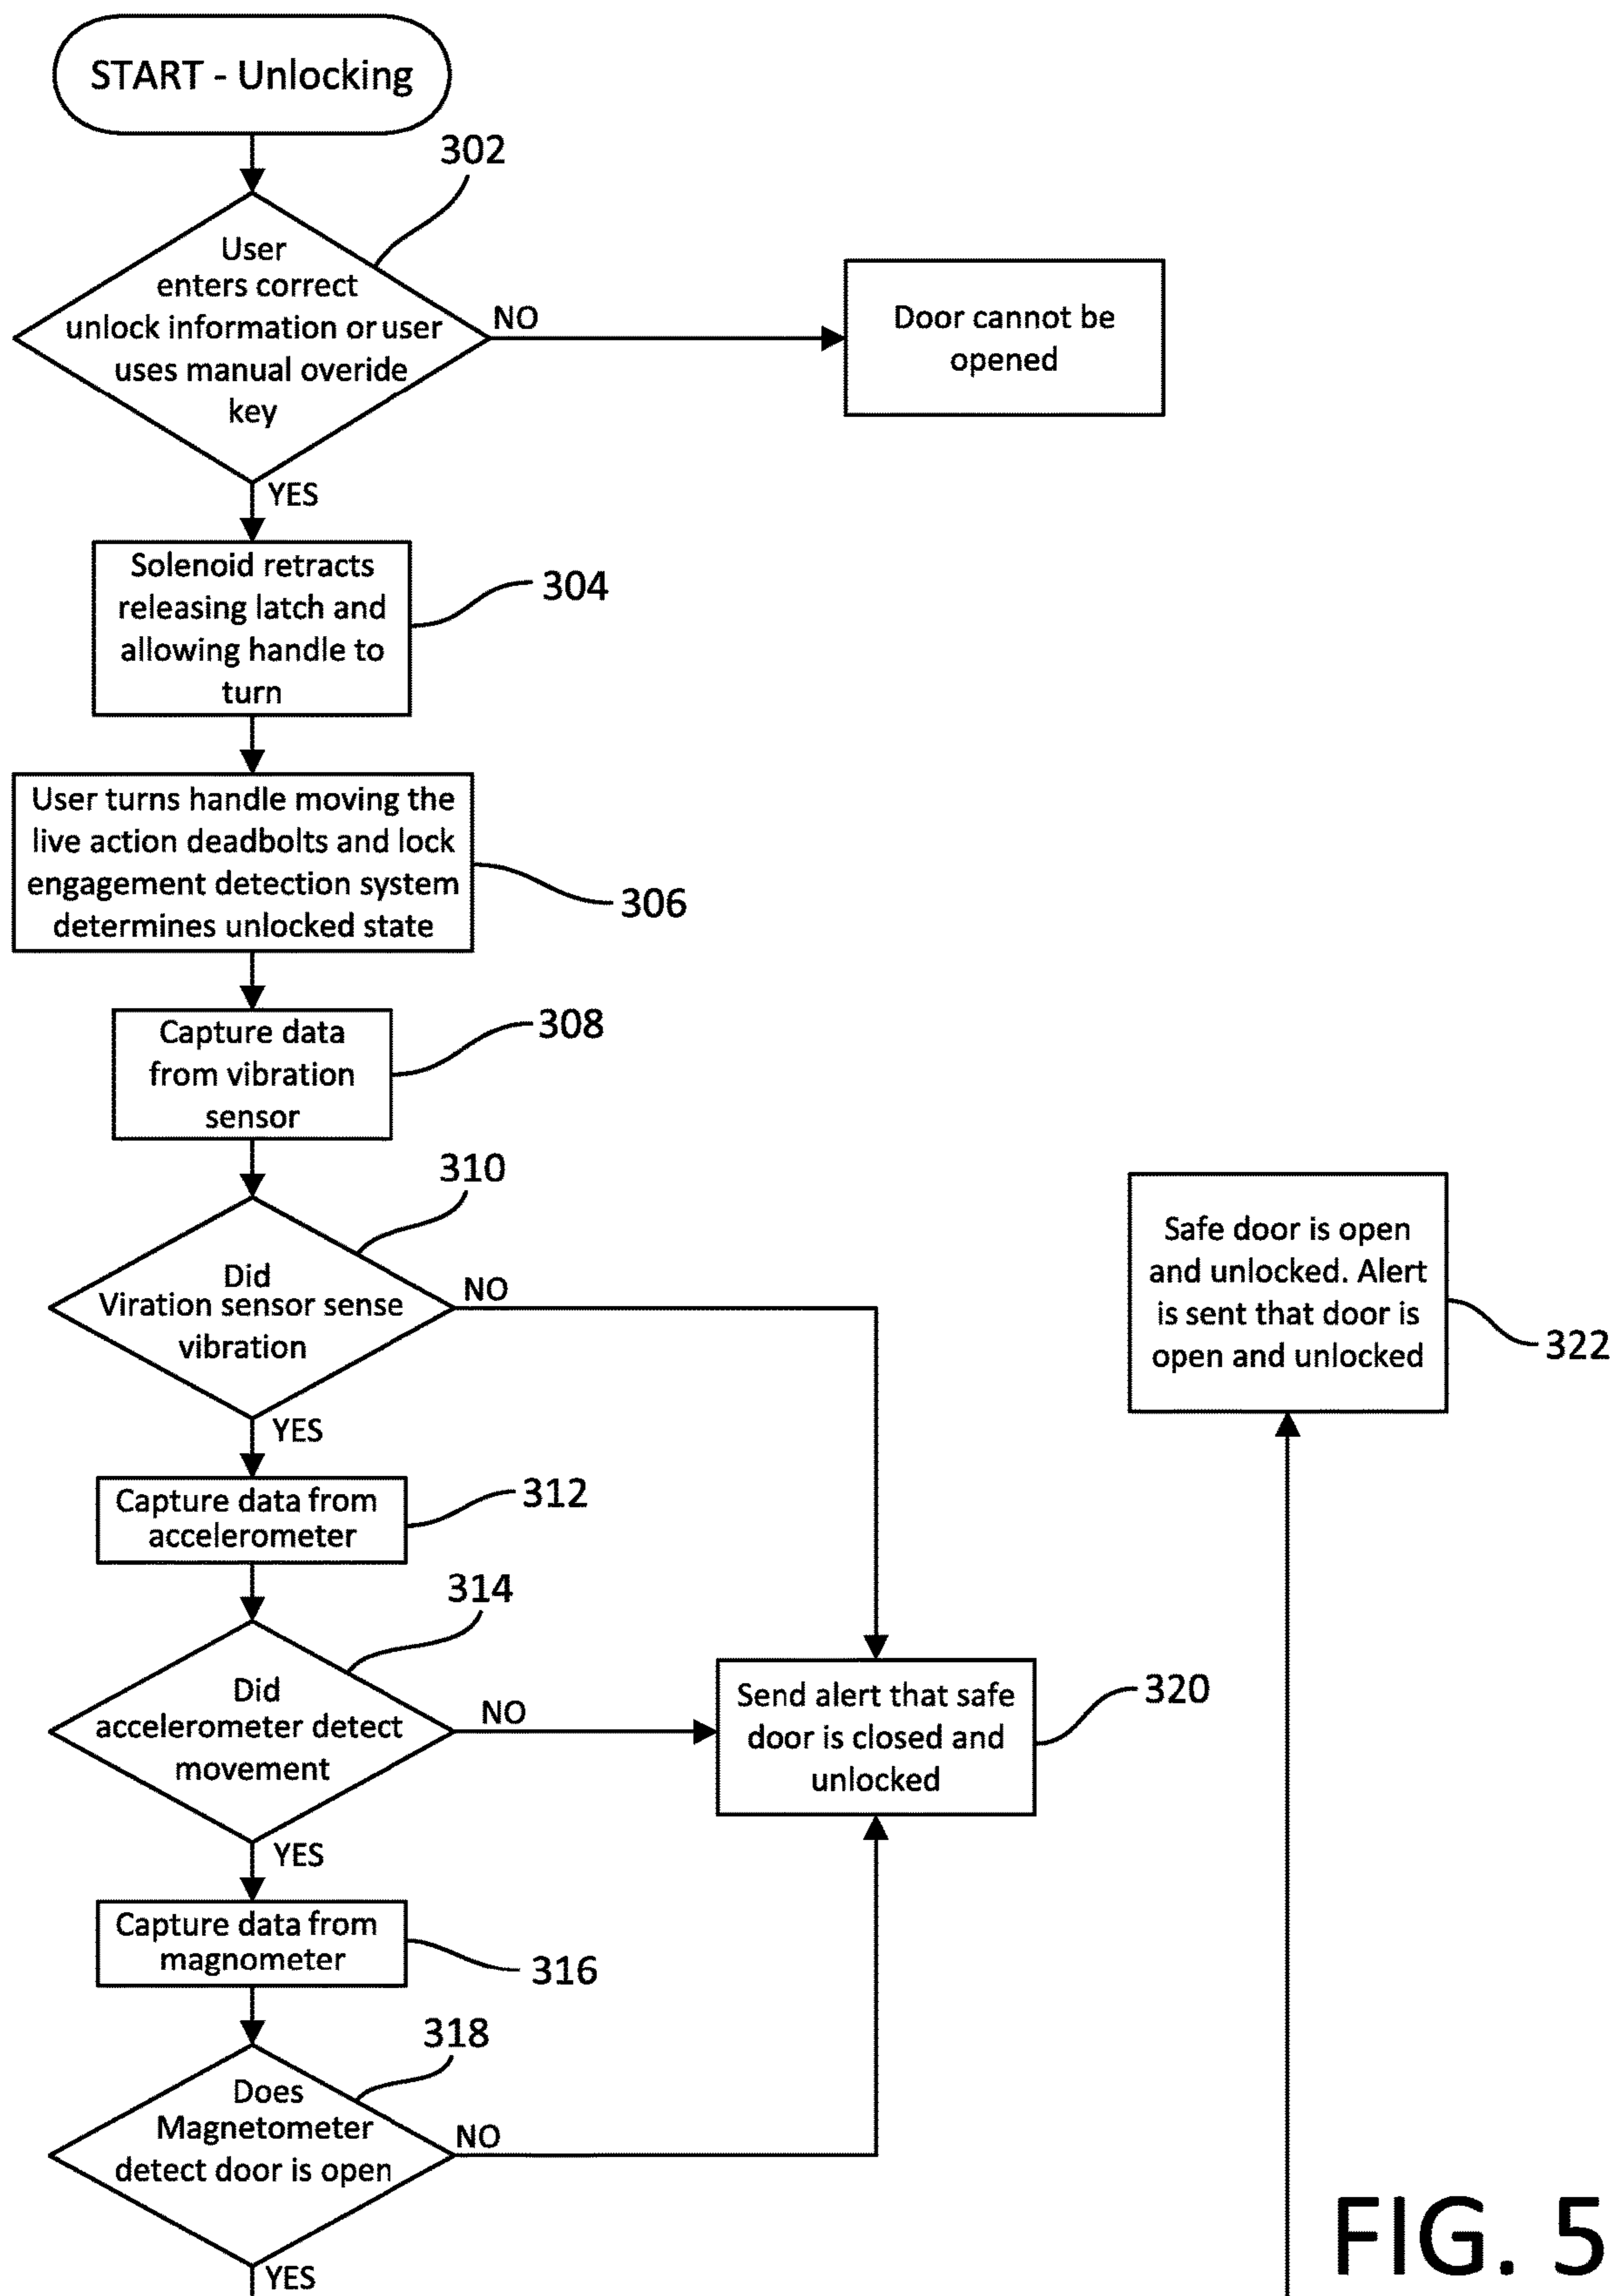 START - Unlocking
302
User
enters correct
unlock information or user
uses manual overide
key
NO
Door cannot be
opened
YES
Solenoid retracts
releasing latch and
allowing handle to
turn
304
User turns handle moving the
live action deadbolts and lock
engagement detection system
determines unlocked state
306
Capture data
from vibration
sensor
308
310
Did
Viration sensor sense
vibration
NO
Safe door is open
and unlocked. Alert
is sent that door is
open and unlocked
322
YES
Capture data from
accelerometer
312
314
Did
accelerometer detect
movement
NO
Send alert that safe
door is closed and
unlocked
320
YES
Capture data from
magnometer
316
318
Does
Magnetometer
detect door is open
NO
YES
FIG. 5